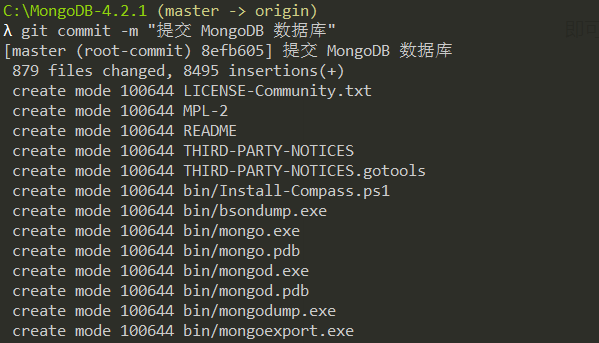 C:\MongoDB-4.2.1 (master -> origin)
λ git commit -m "提交 MongoDB 数据库"
[master (root-commit) 8efb605] 提交 MongoDB 数据库
 879 files changed, 8495 insertions(+)
 create mode 100644 LICENSE-Community.txt
 create mode 100644 MPL-2
 create mode 100644 README
 create mode 100644 THIRD-PARTY-NOTICES
 create mode 100644 THIRD-PARTY-NOTICES.gotools
 create mode 100644 bin/Install-Compass.ps1
 create mode 100644 bin/bsondump.exe
 create mode 100644 bin/mongo.exe
 create mode 100644 bin/mongo.pdb
 create mode 100644 bin/mongod.exe
 create mode 100644 bin/mongod.pdb
 create mode 100644 bin/mongodump.exe
 create mode 100644 bin/mongoexport.exe